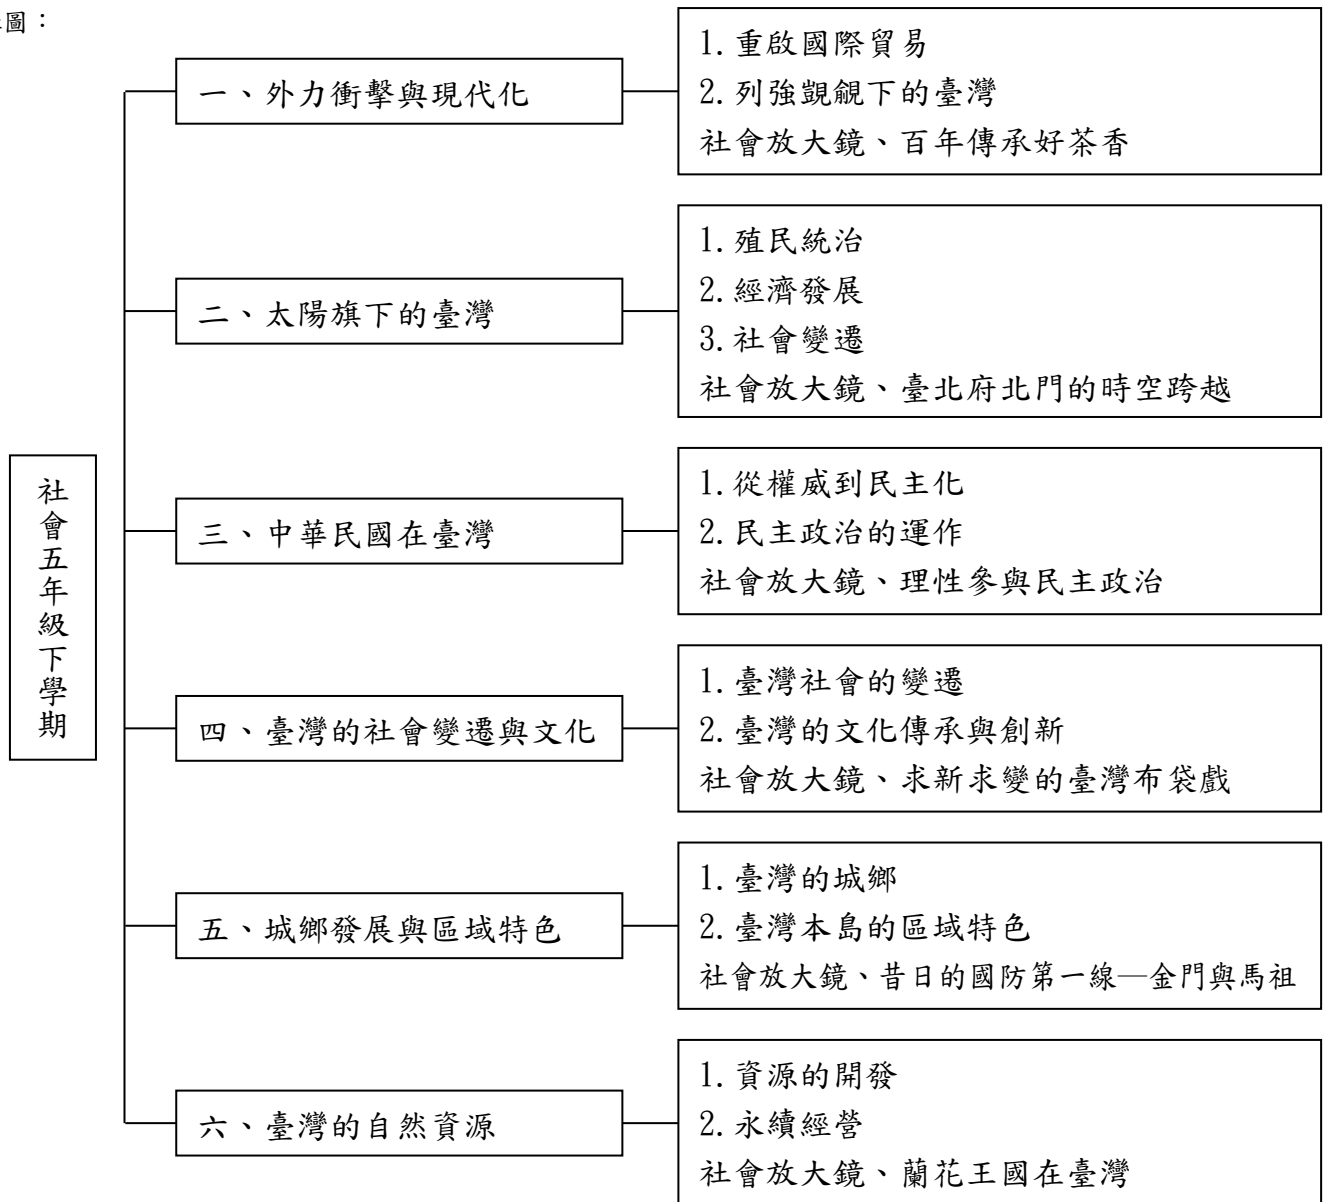 圖：
社會五年級下學期
一、外力衝擊與現代化
1.重啟國際貿易
2.列強覬覦下的臺灣
社會放大鏡、百年傳承好茶香
二、太陽旗下的臺灣
1.殖民統治
2.經濟發展
3.社會變遷
社會放大鏡、臺北府北門的時空跨越
三、中華民國在臺灣
1.從權威到民主化
2.民主政治的運作
社會放大鏡、理性參與民主政治
四、臺灣的社會變遷與文化
1.臺灣社會的變遷
2.臺灣的文化傳承與創新
社會放大鏡、求新求變的臺灣布袋戲
五、城鄉發展與區域特色
1.臺灣的城鄉
2.臺灣本島的區域特色
社會放大鏡、昔日的國防第一線—金門與馬祖
六、臺灣的自然資源
1.資源的開發
2.永續經營
社會放大鏡、蘭花王國在臺灣